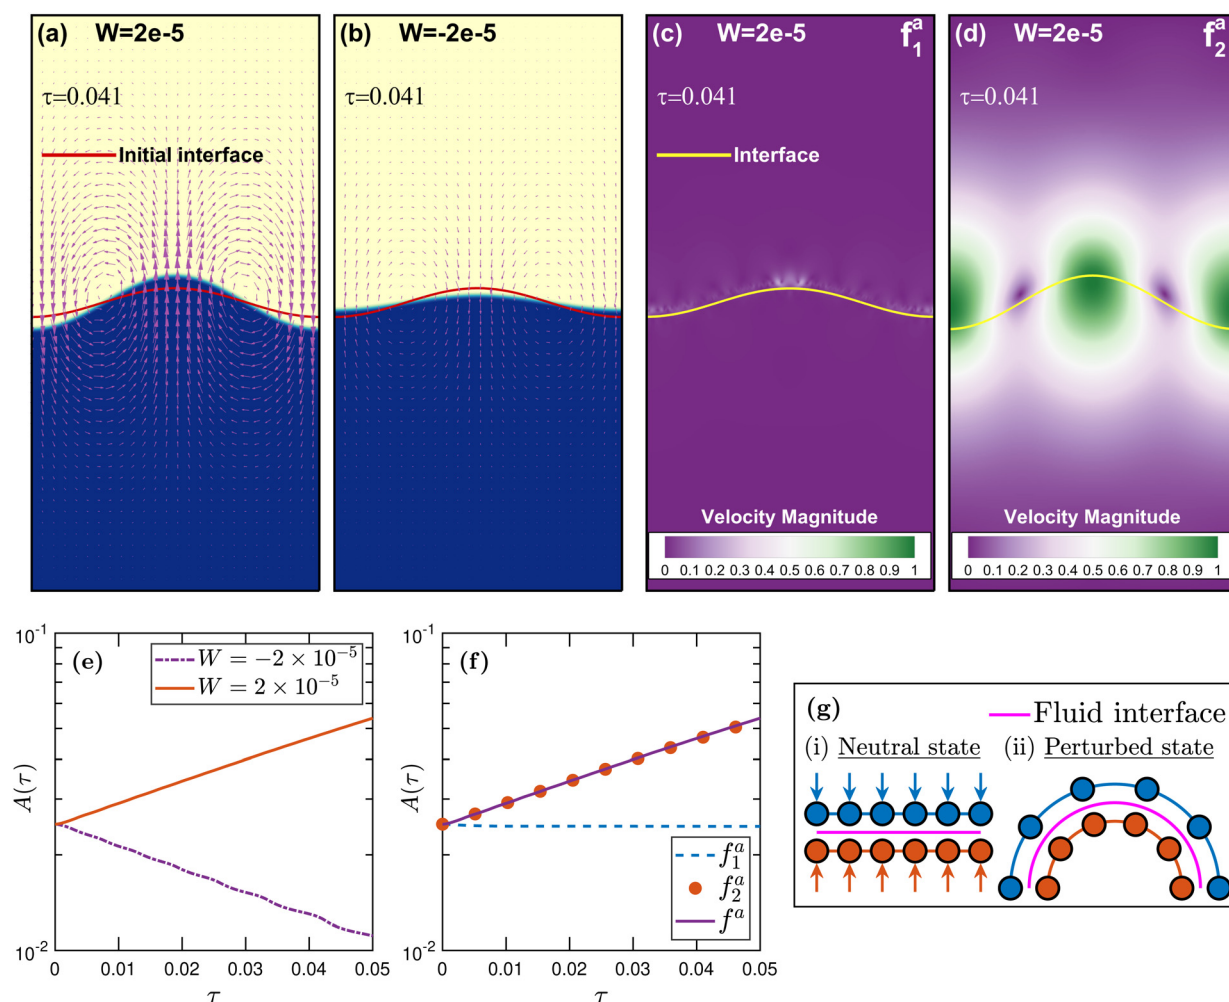 (a) W=2e-5
τ=0.041
Initial interface
(b) W=-2e-5
τ=0.041
(c) W=2e-5 f₁ᵃ
τ=0.041
Interface
Velocity Magnitude
0 0.1 0.2 0.3 0.4 0.5 0.6 0.7 0.8 0.9 1
(d) W=2e-5 f₂ᵃ
τ=0.041
Velocity Magnitude
0 0.1 0.2 0.3 0.4 0.5 0.6 0.7 0.8 0.9 1
10⁻¹
(e)
W = −2 × 10⁻⁵
W = 2 × 10⁻⁵
A(τ)
10⁻²
0 0.01 0.02 0.03 0.04 0.05
τ
10⁻¹
(f)
A(τ)
f₁ᵃ
f₂ᵃ
fᵃ
10⁻²
0 0.01 0.02 0.03 0.04 0.05
τ
(g) Fluid interface
(i) Neutral state (ii) Perturbed state